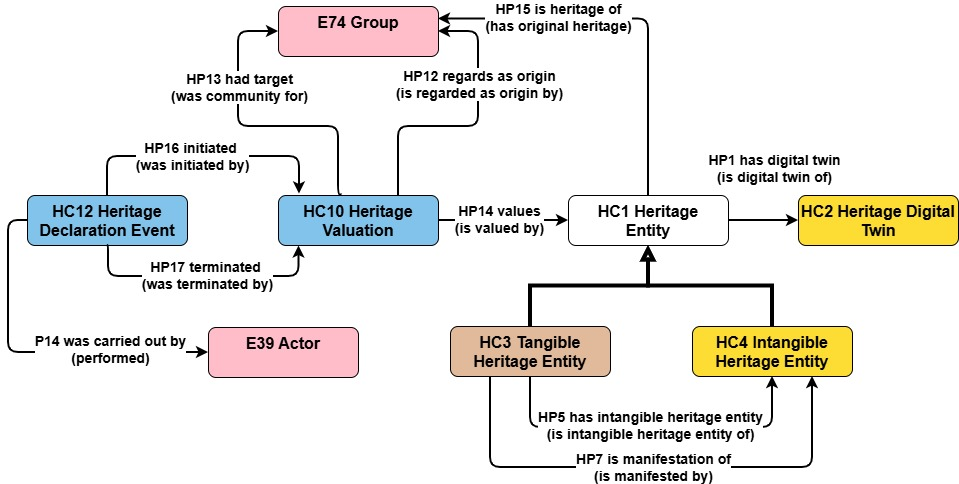 HP15 is heritage of
(has original heritage)
E74 Group
HP13 had target
(was community for)
HP12 regards as origin
(is regarded as origin by)
HP16 initiated
(was initiated by)
HP1 has digital twin
(is digital twin of)
HC12 Heritage
Declaration Event
HC10 Heritage
Valuation
HP14 values
(is valued by)
HC1 Heritage
Entity
HC2 Heritage Digital
Twin
HP17 terminated
(was terminated by)
P14 was carried out by
(performed)
E39 Actor
HC3 Tangible
Heritage Entity
HC4 Intangible
Heritage Entity
HP5 has intangible heritage entity
(is intangible heritage entity of)
HP7 is manifestation of
(is manifested by)